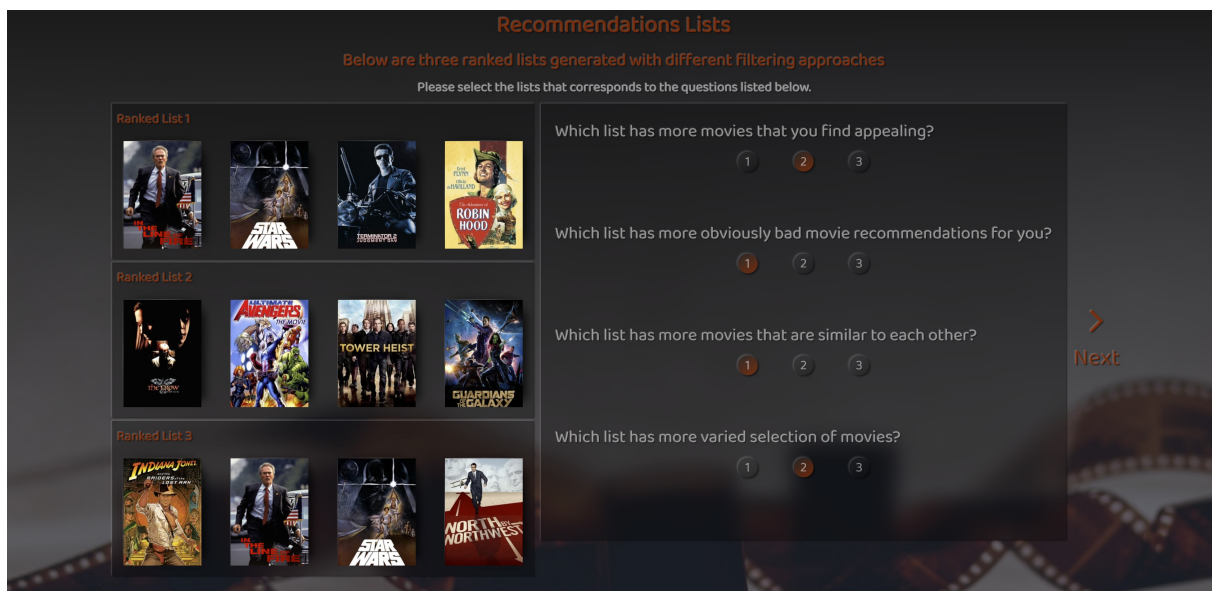 Recommendations Lists
Below are three ranked lists generated with different filtering approaches
Please select the lists that corresponds to the questions listed below.
Ranked List 1
IN THE LINE OF FIRE
STAR WARS
TERMINATOR 2
JUDGMENT DAY
ROBIN HOOD
Which list has more movies that you find appealing?
1 2 3
Which list has more obviously bad movie recommendations for you?
1 2 3
Ranked List 2
the crow
ULTIMATE
AVENGERS
THE MOVIE
TOWER HEIST
GUARDIANS
OF THE GALAXY
Which list has more movies that are similar to each other?
1 2 3
Next
Ranked List 3
INDIANA JONES
RAIDERS OF THE
LOST ARK
IN THE LINE OF FIRE
STAR WARS
NORTH BY
NORTHWEST
Which list has more varied selection of movies?
1 2 3